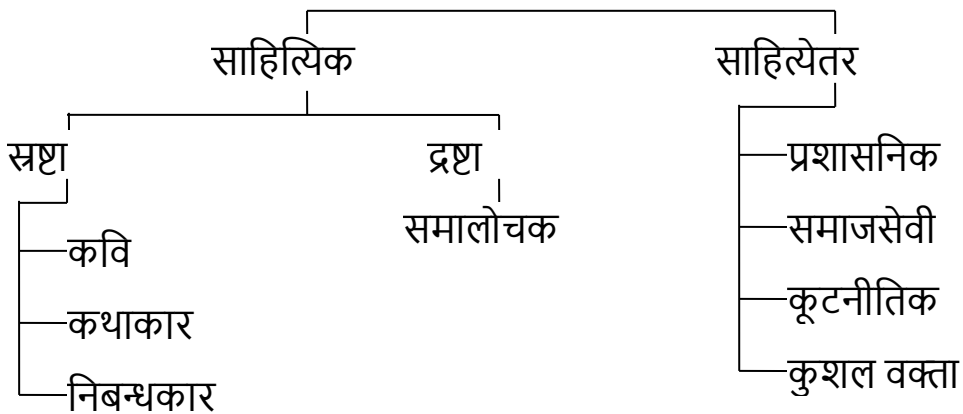 साहित्यिक
साहित्येतर
स्रष्टा
द्रष्टा
प्रशासनिक
समालोचक
समाजसेवी
कवि
कूटनीतिक
कथाकार
कुशल वक्ता
निबन्धकार